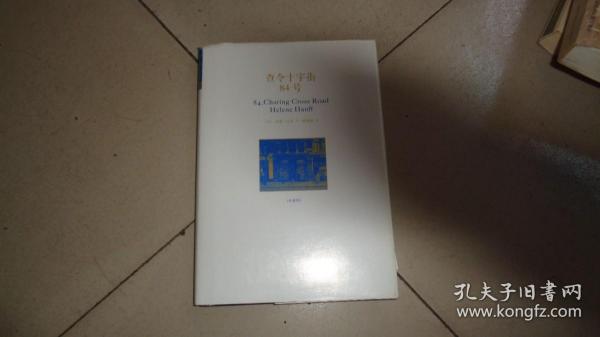 查令十字街
84号
84, Charing Cross Road
Helene Hanff
孔夫子旧書网
www.kongfz.com